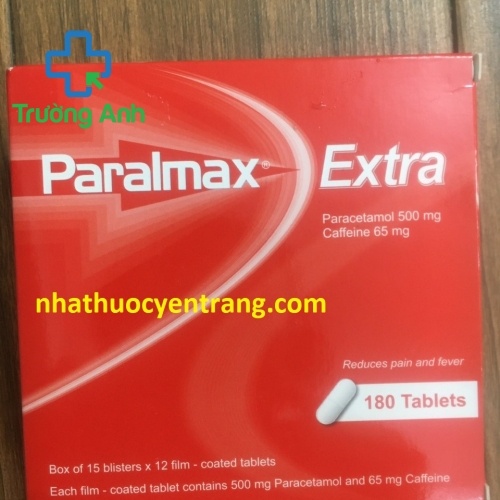 Trường Anh
Paralmax® Extra
Paracetamol 500 mg
Caffeine 65 mg
nhathuocyentrang.com
Reduces pain and fever
180 Tablets
Box of 15 blisters x 12 film - coated tablets
Each film - coated tablet contains 500 mg Paracetamol and 65 mg Caffeine